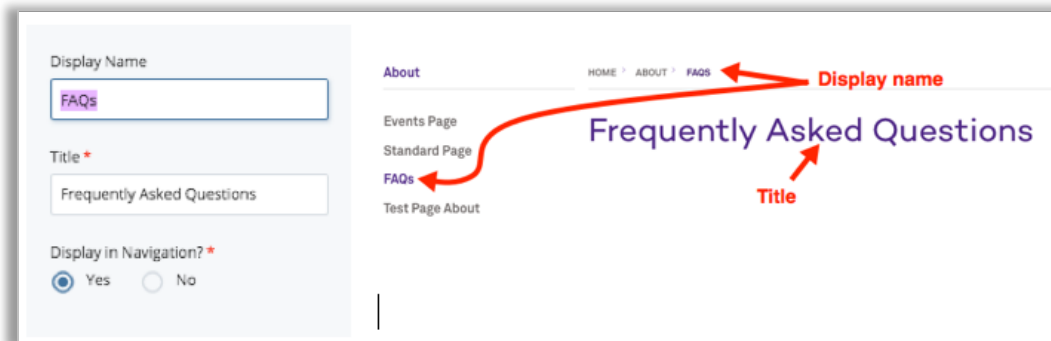 Display Name
FAQs
Title *
Frequently Asked Questions
Display in Navigation? *
Yes No
About
Events Page
Standard Page
FAQs
Test Page About
HOME > ABOUT > FAQS
Display name
Frequently Asked Questions
Title